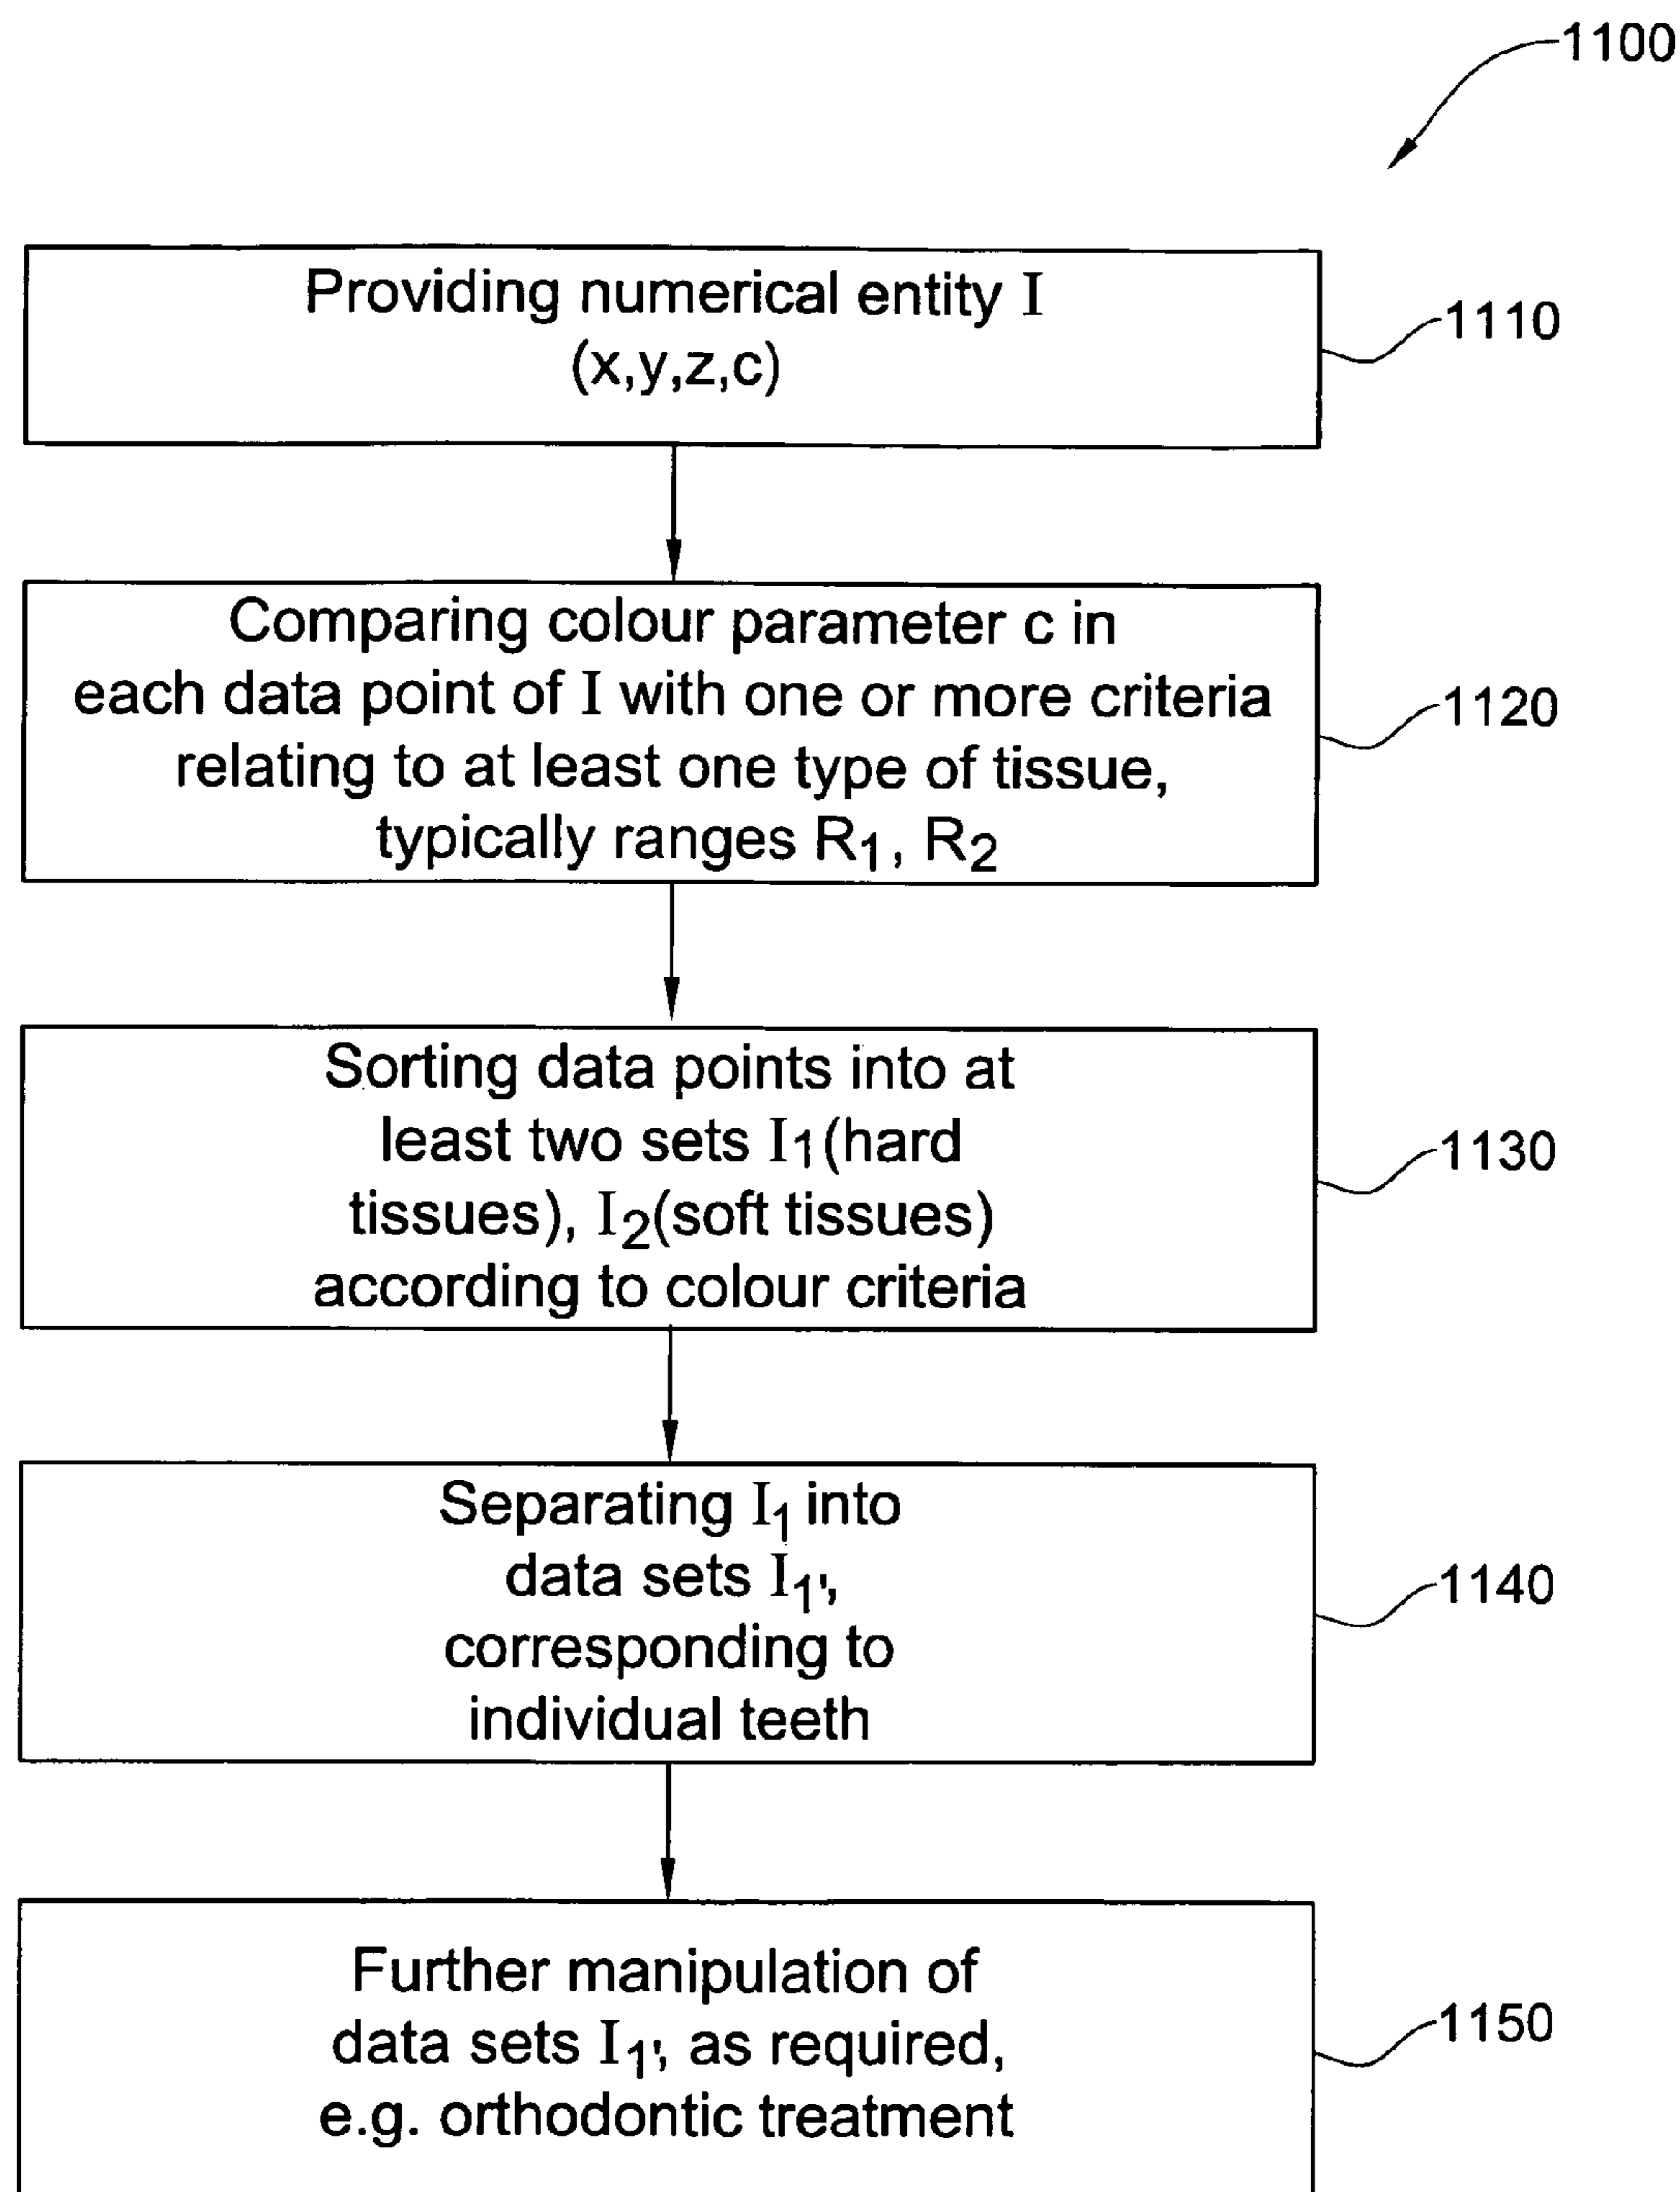 1100
Providing numerical entity I
(x,y,z,c)
1110
Comparing colour parameter c in
each data point of I with one or more criteria
relating to at least one type of tissue,
typically ranges R1, R2
1120
Sorting data points into at
least two sets I1(hard
tissues), I2(soft tissues)
according to colour criteria
1130
Separating I1 into
data sets I1',
corresponding to
individual teeth
1140
Further manipulation of
data sets I1', as required,
e.g. orthodontic treatment
1150